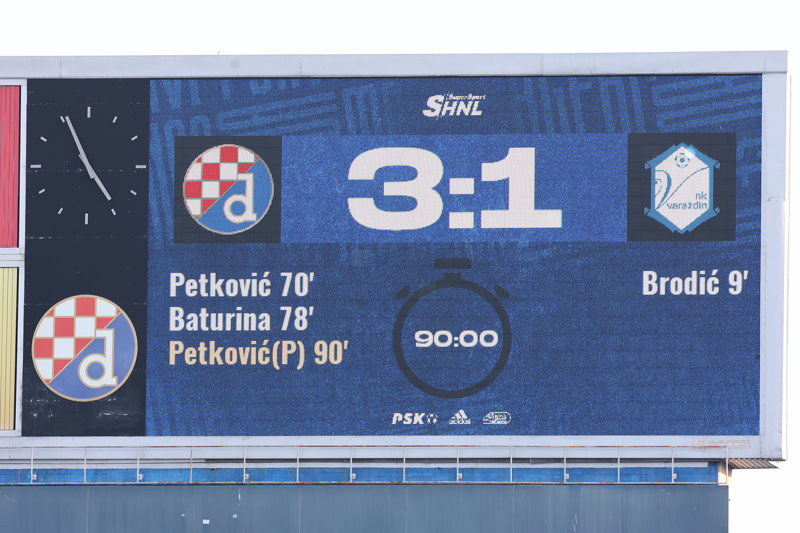 SuperSport
SHNL
3:1
d
nk
varaždin
Petković 70'
Baturina 78'
Petković(P) 90'
Brodić 9'
90:00
d
PSK
adidas